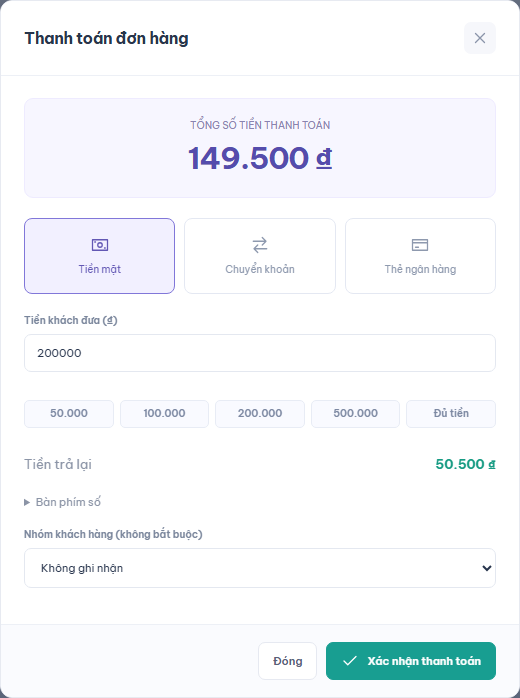 Thanh toán đơn hàng
TỔNG SỐ TIỀN THANH TOÁN
149.500 ₫
Tiền mặt
Chuyển khoản
Thẻ ngân hàng
Tiền khách đưa (₫)
200000
50.000
100.000
200.000
500.000
Đủ tiền
Tiền trả lại
50.500 ₫
Bàn phím số
Nhóm khách hàng (không bắt buộc)
Không ghi nhận
Đóng
Xác nhận thanh toán